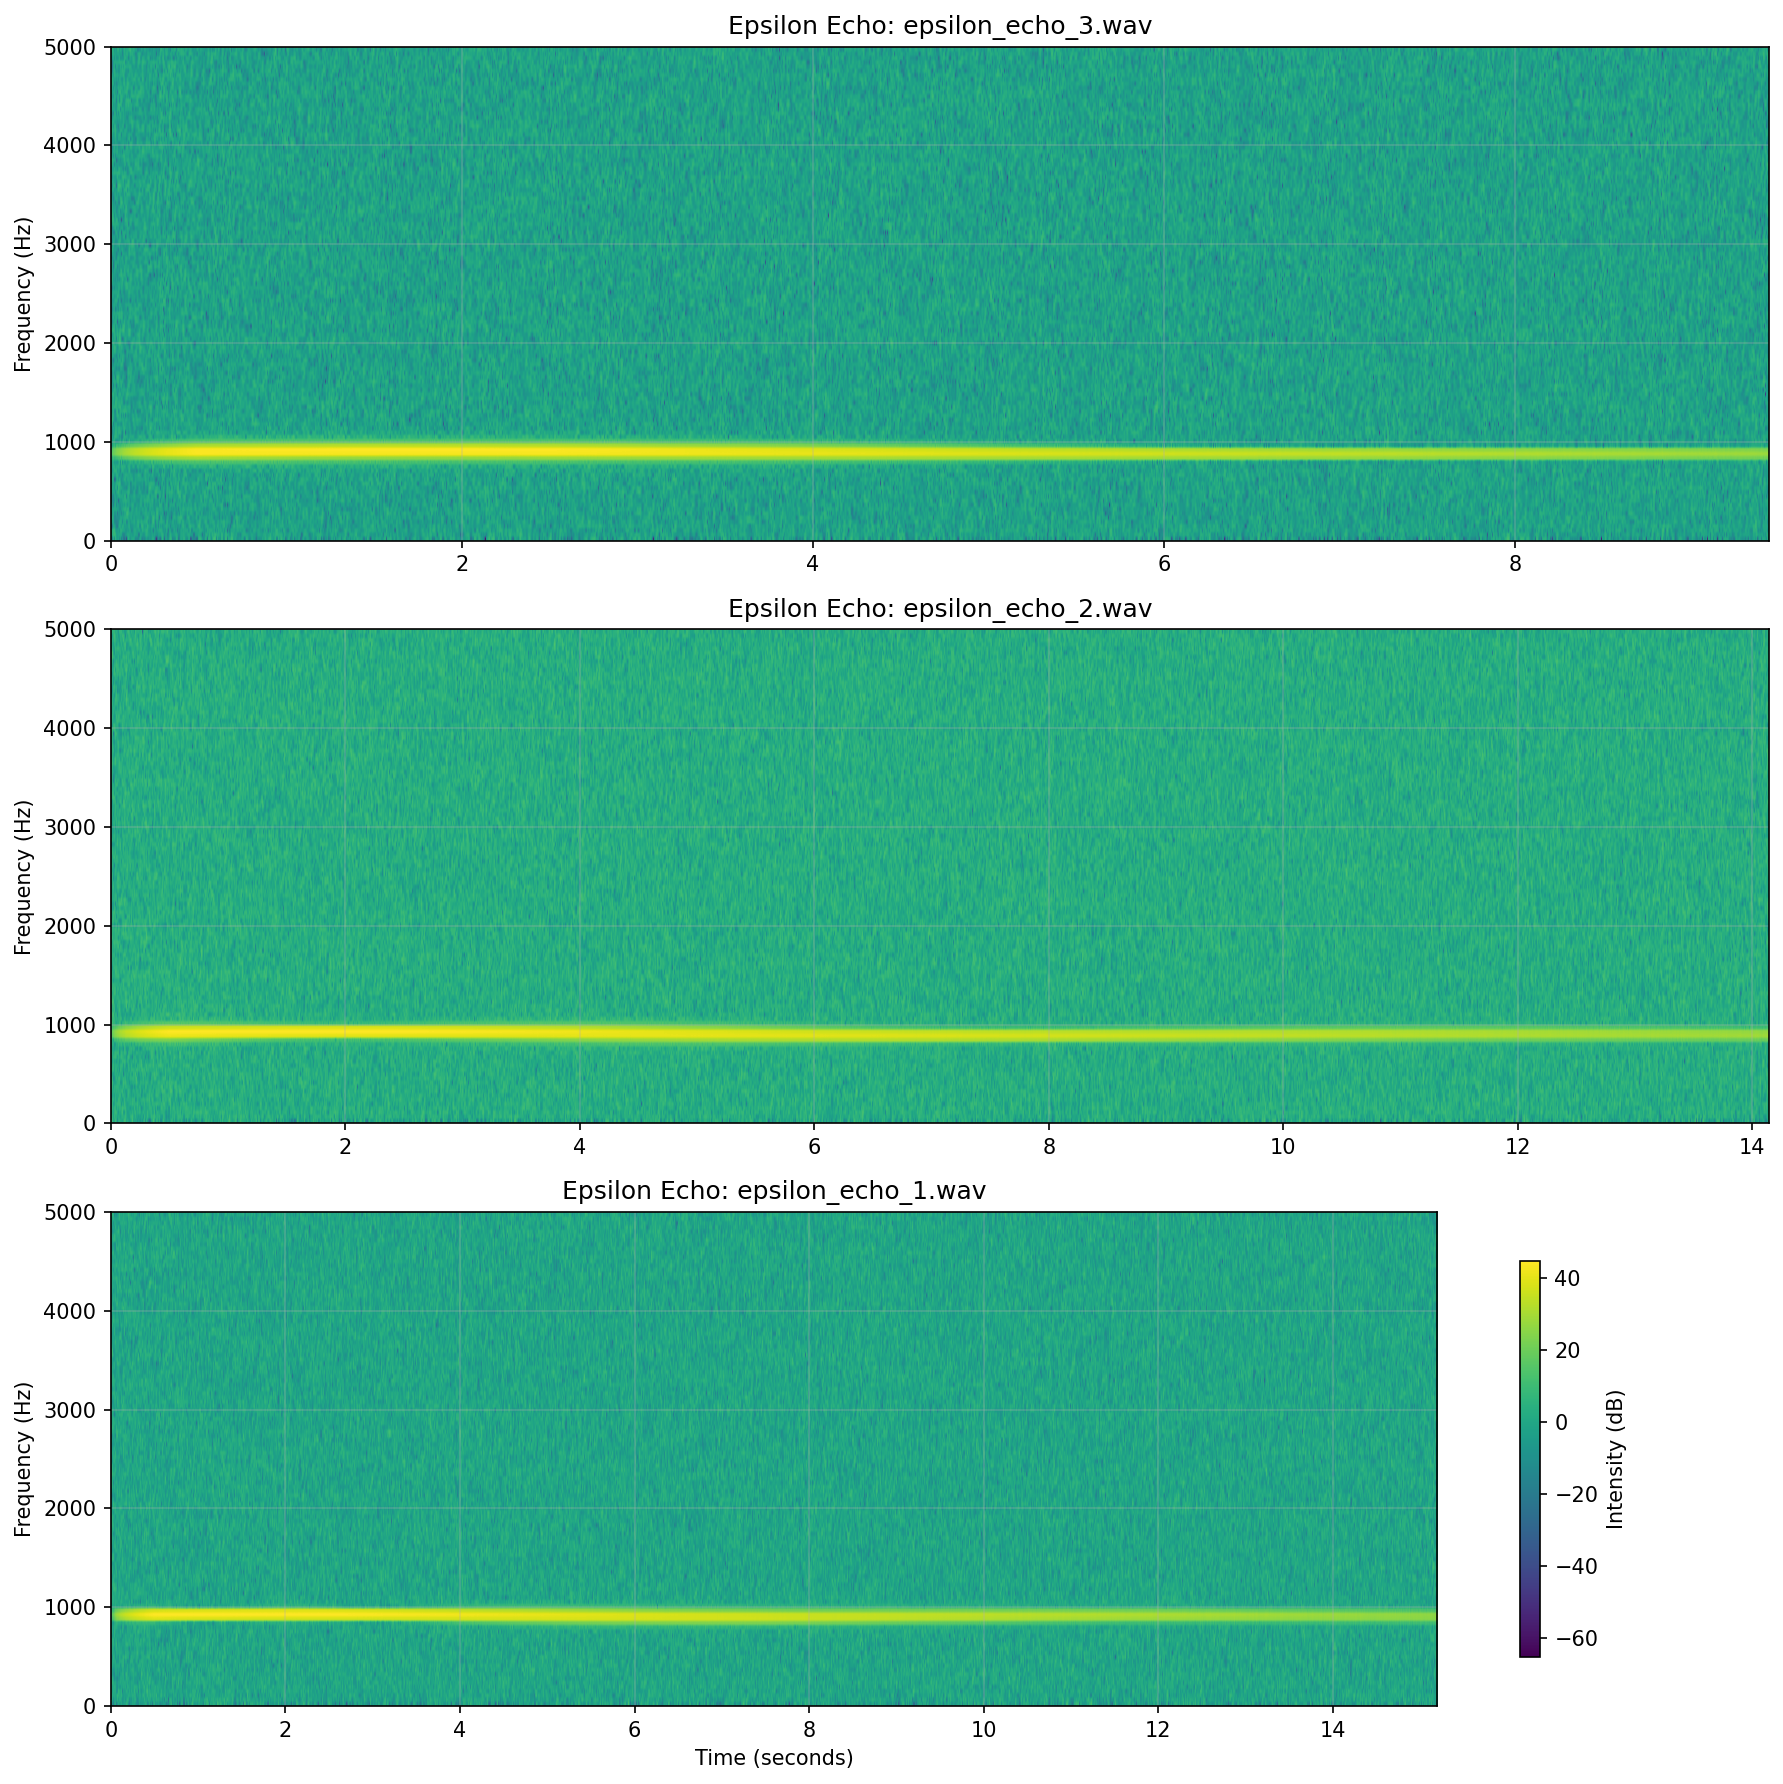 Epsilon Echo: epsilon_echo_3.wav
5000
4000
3000
2000
1000
0
Frequency (Hz)
0 2 4 6 8
Epsilon Echo: epsilon_echo_2.wav
5000
4000
3000
2000
1000
0
Frequency (Hz)
0 2 4 6 8 10 12 14
Epsilon Echo: epsilon_echo_1.wav
5000
4000
3000
2000
1000
0
Frequency (Hz)
0 2 4 6 8 10 12 14
Time (seconds)
40
20
0
−20
−40
−60
Intensity (dB)